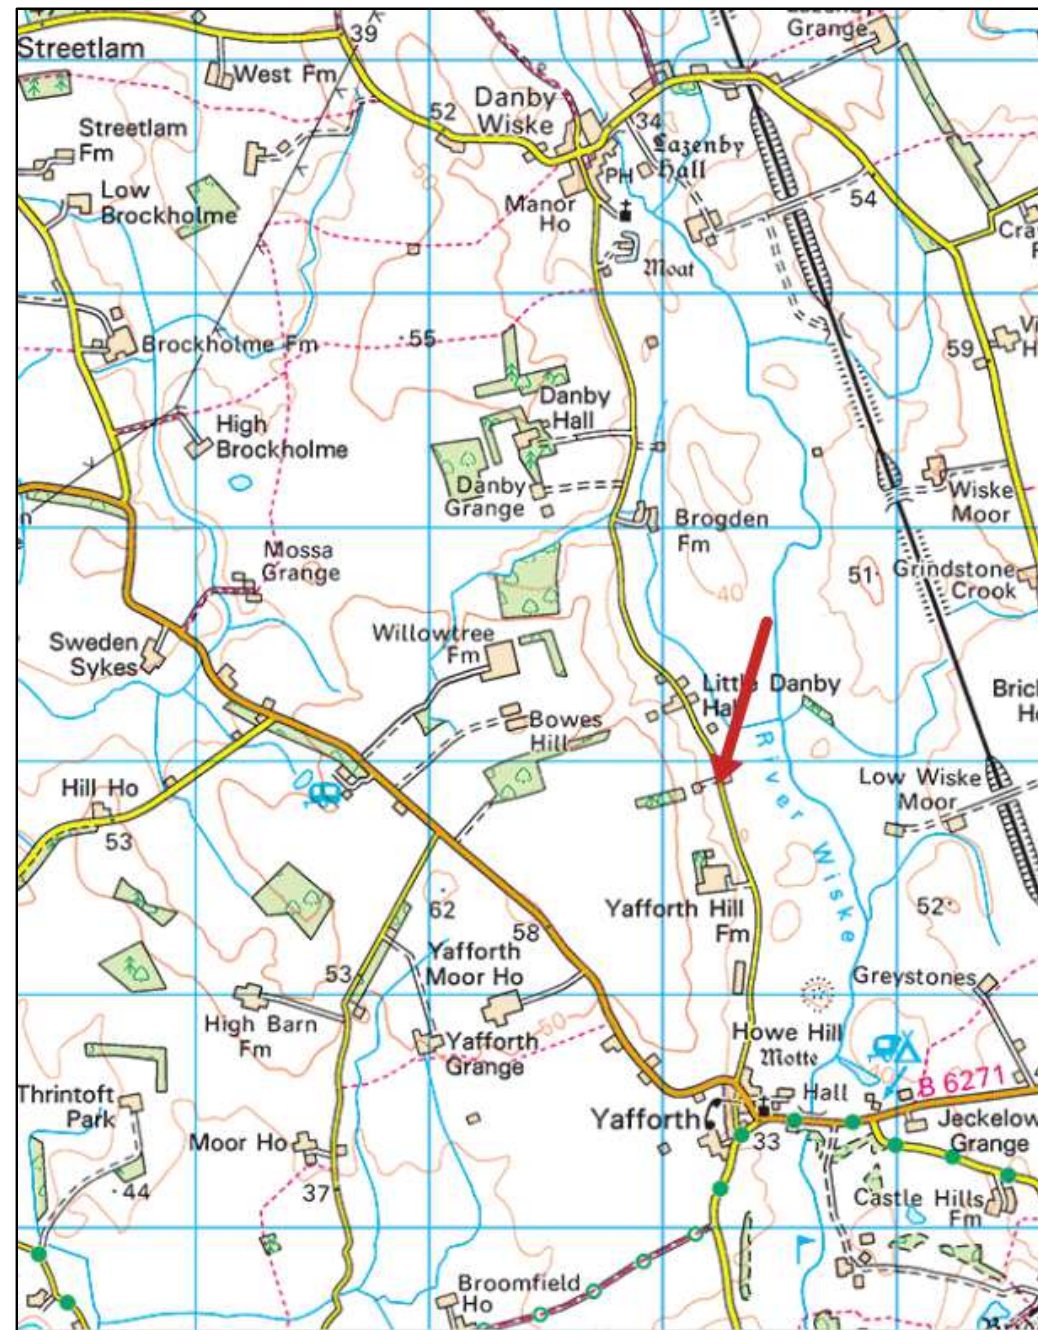 39
Grange
Streetlam
West Fm
Danby
Wiske
52
34
Streetlam
Fm
Lazenby
Hall
PH
Low
Brockholme
Manor
Ho
54
Moat
Brockholme Fm
55
59
Danby
Hall
High
Brockholme
Danby
Grange
Wiske
Moor
Brogden
Fm
Mossa
Grange
51
Grindstone
Crook
40
Sweden
Sykes
Willowtree
Fm
Little Danby
Hall
Bowes
Hill
River Wiske
Hill Ho
Low Wiske
Moor
53
62
Yafforth Hill
Fm
52
58
Yafforth
Moor Ho
53
Greystones
High Barn
Fm
60
Howe Hill
Motte
Yafforth
Grange
40
B 6271
Thrintoft
Park
Hall
Yafforth
Jeckelow
Grange
Moor Ho
33
44
37
Castle Hills
Fm
Broomfield
Ho